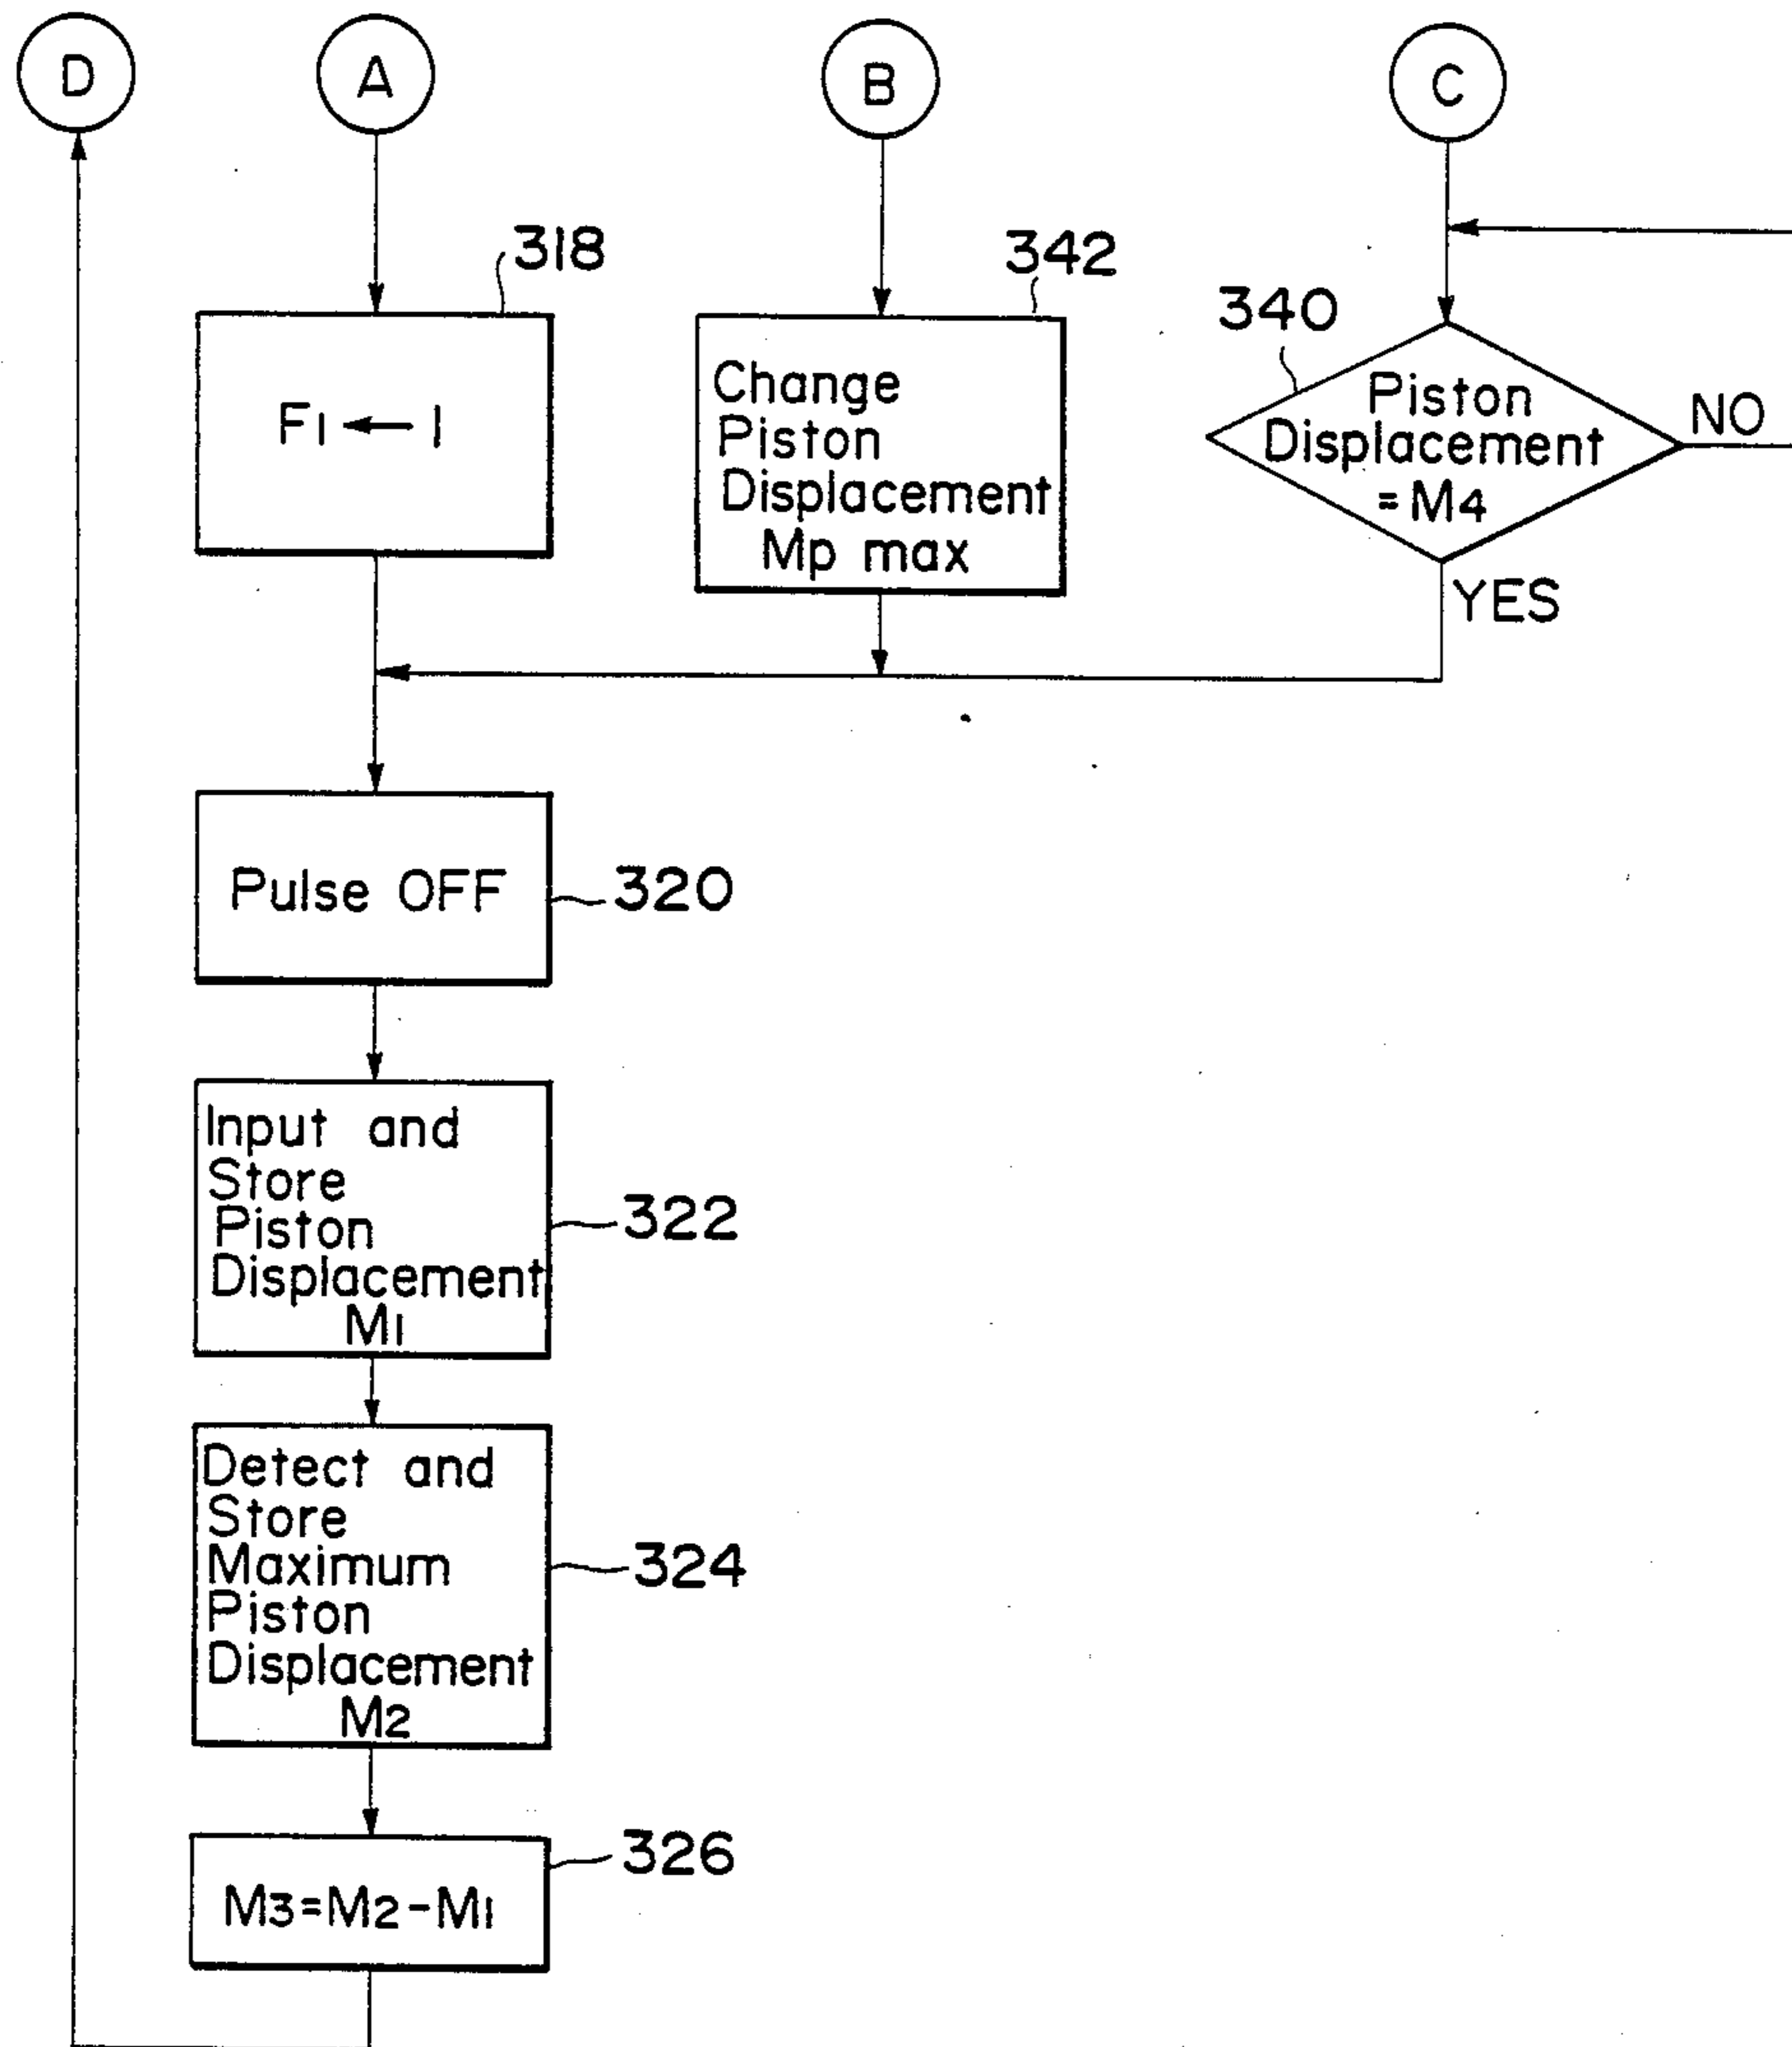 D
A
B
C
318
F1 ← 1
342
Change
Piston
Displacement
Mp max
340
Piston
Displacement
=M4
NO
YES
Pulse OFF
320
Input and
Store
Piston
Displacement
M1
322
Detect and
Store
Maximum
Piston
Displacement
M2
324
326
M3=M2-M1